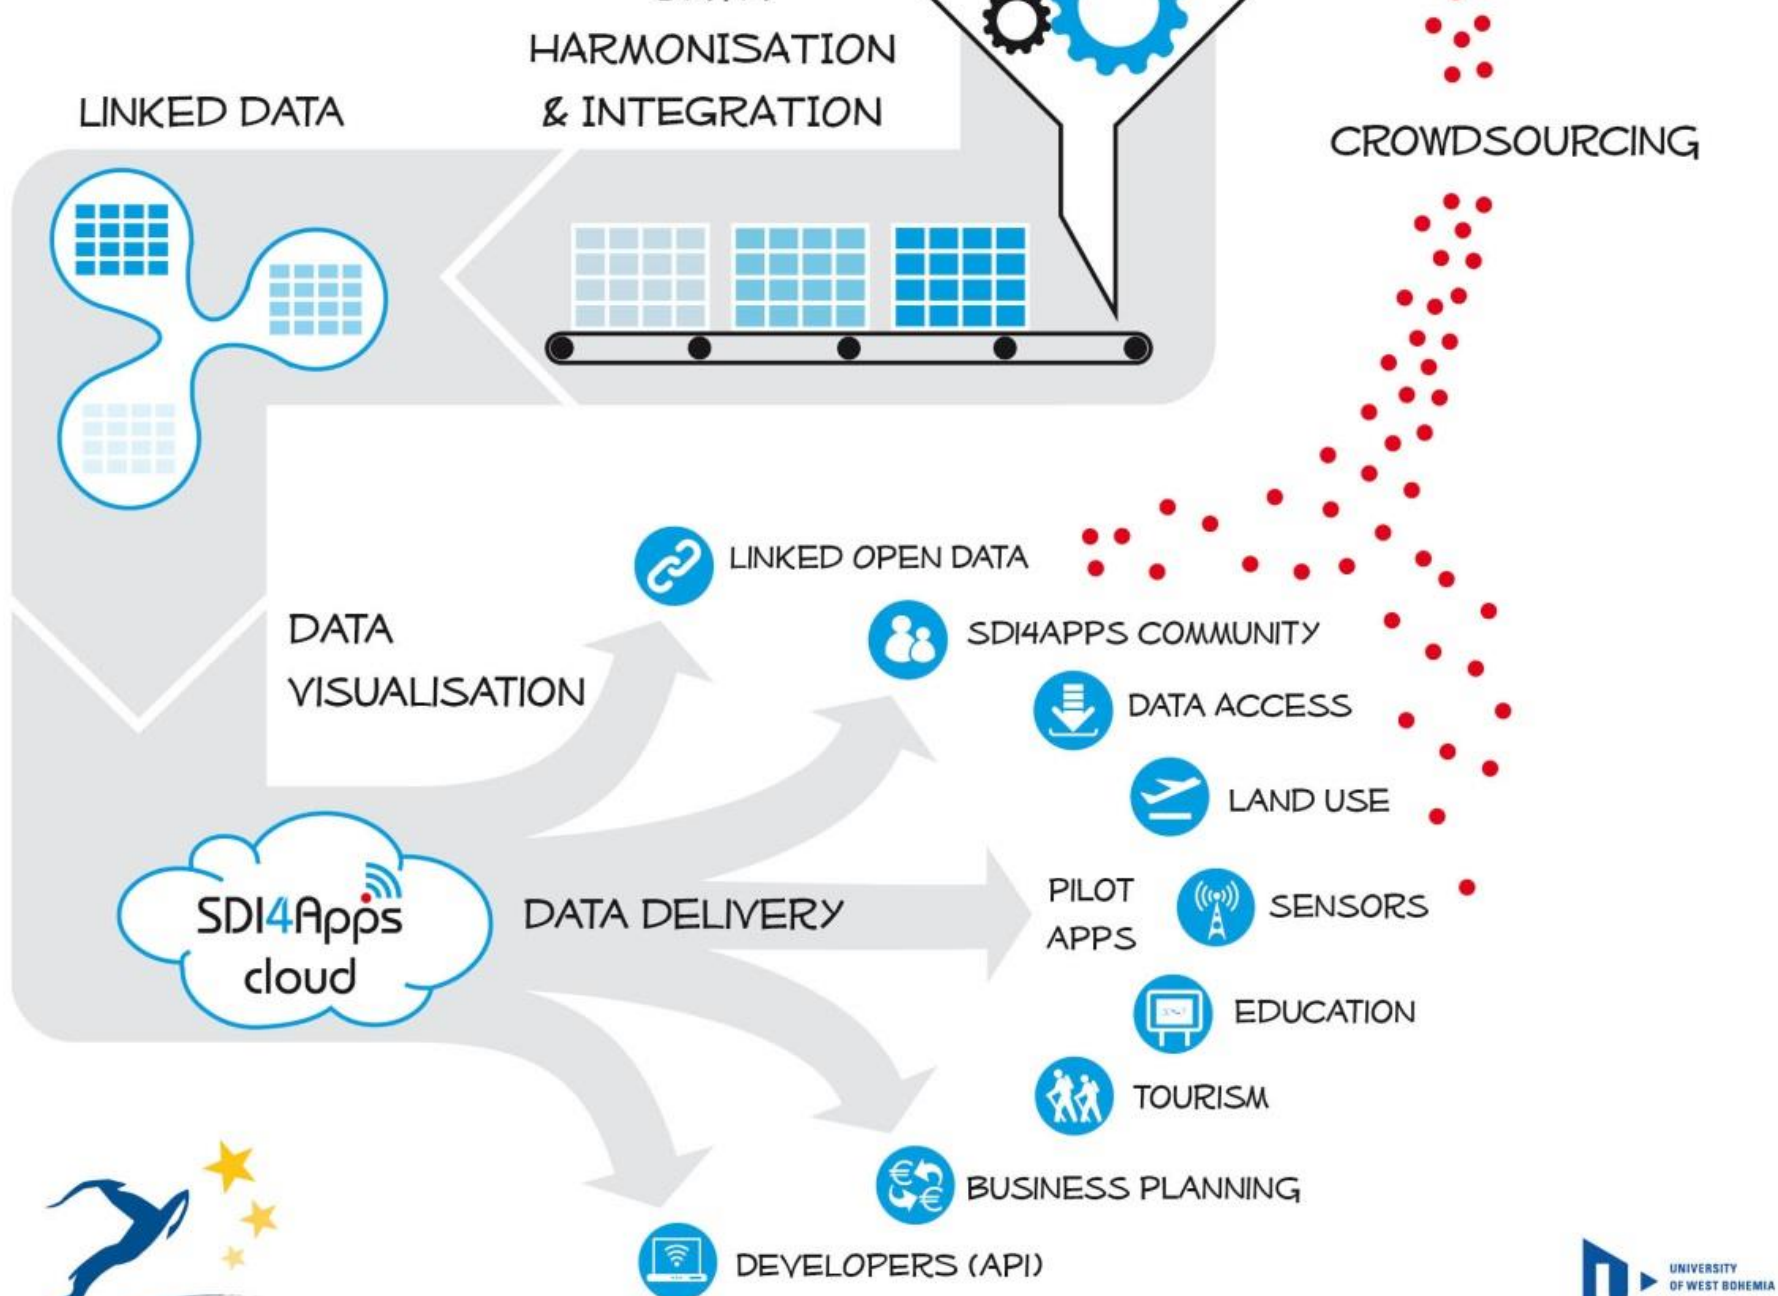 HARMONISATION
& INTEGRATION
LINKED DATA
CROWDSOURCING
LINKED OPEN DATA
DATA
VISUALISATION
SDI4APPS COMMUNITY
DATA ACCESS
LAND USE
SDI4Apps
cloud
DATA DELIVERY
PILOT
APPS
SENSORS
EDUCATION
TOURISM
BUSINESS PLANNING
DEVELOPERS (API)
UNIVERSITY
OF WEST BOHEMIA